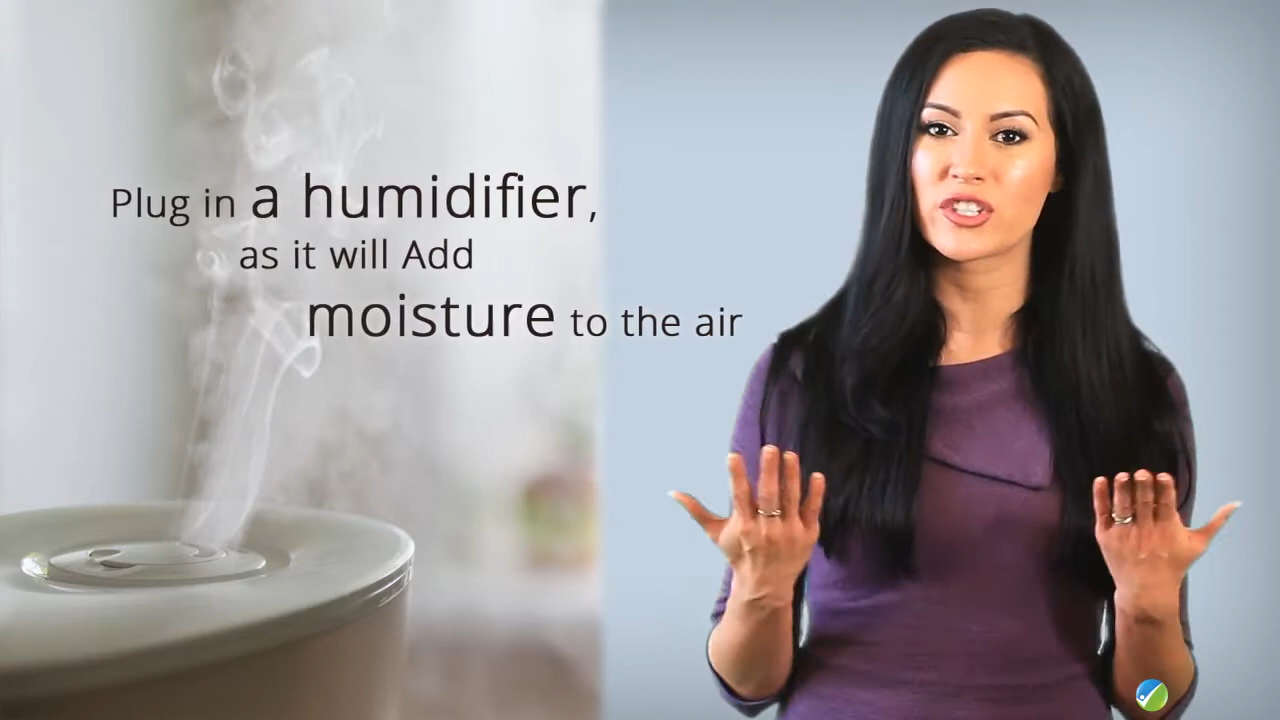 Plug in a humidifier,
as it will Add
moisture to the air